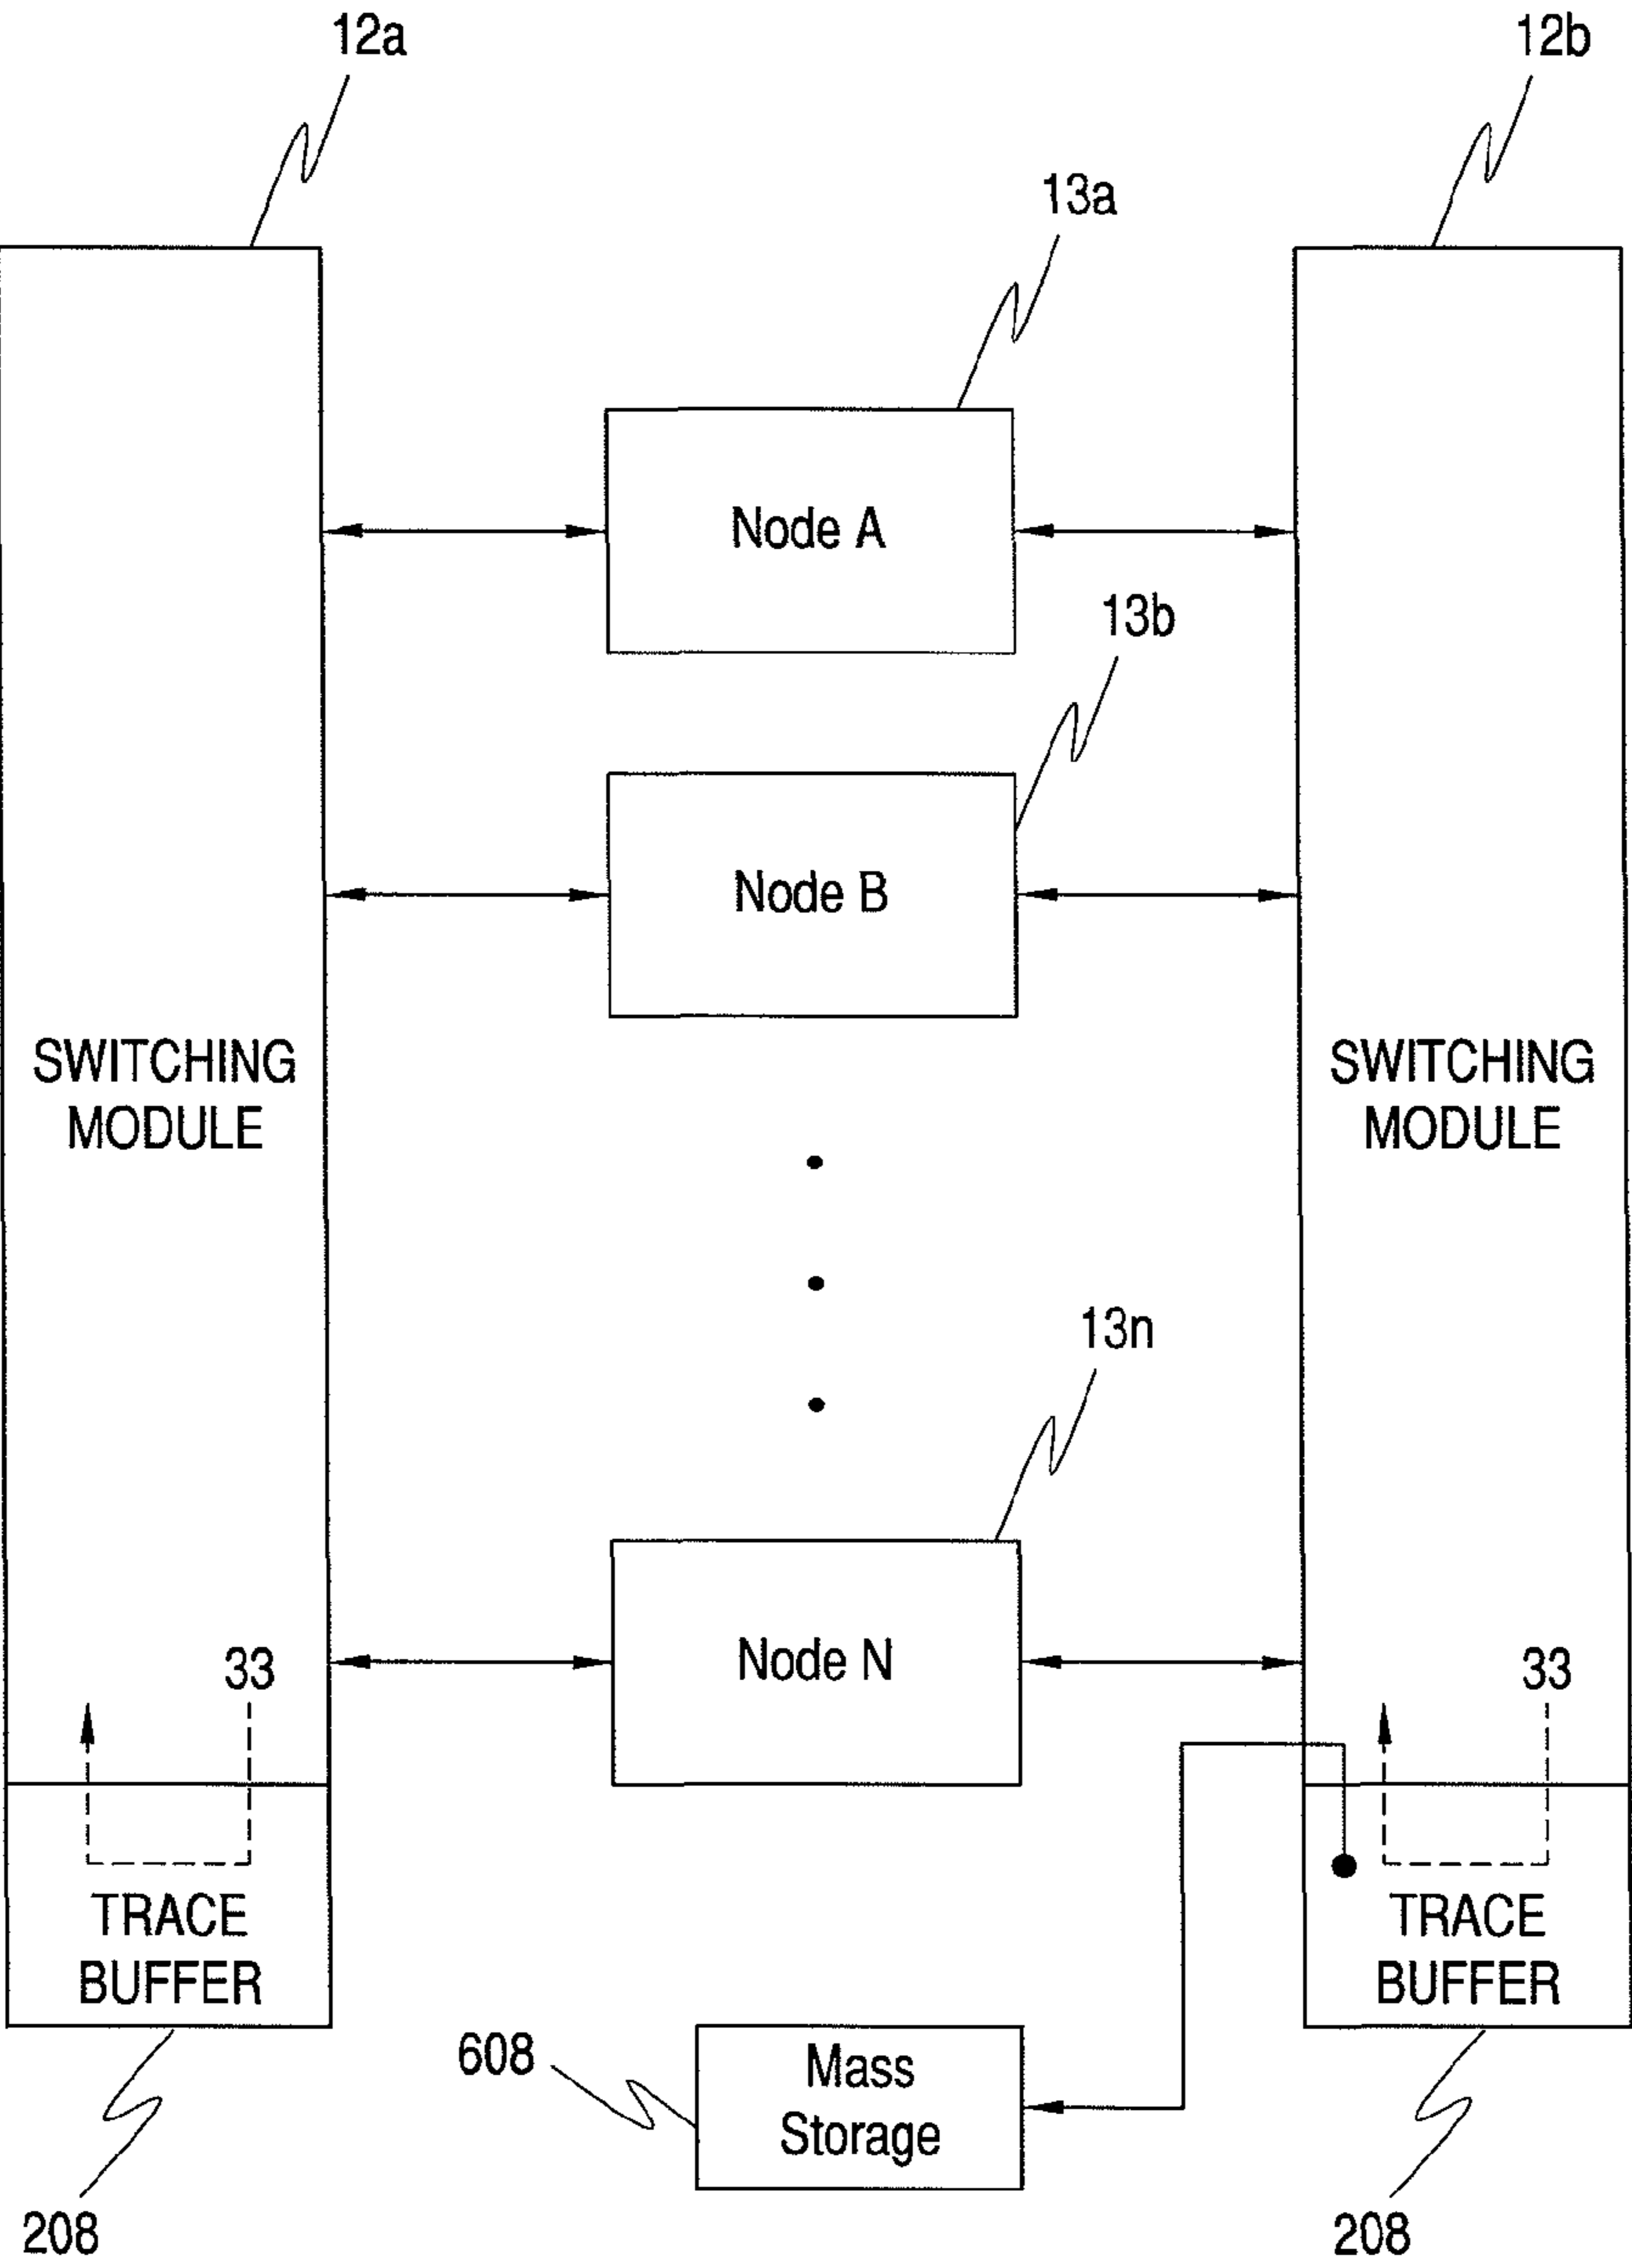 12a
12b
13a
Node A
13b
Node B
SWITCHING
MODULE
SWITCHING
MODULE
13n
Node N
33
33
TRACE
BUFFER
TRACE
BUFFER
608
Mass
Storage
208
208